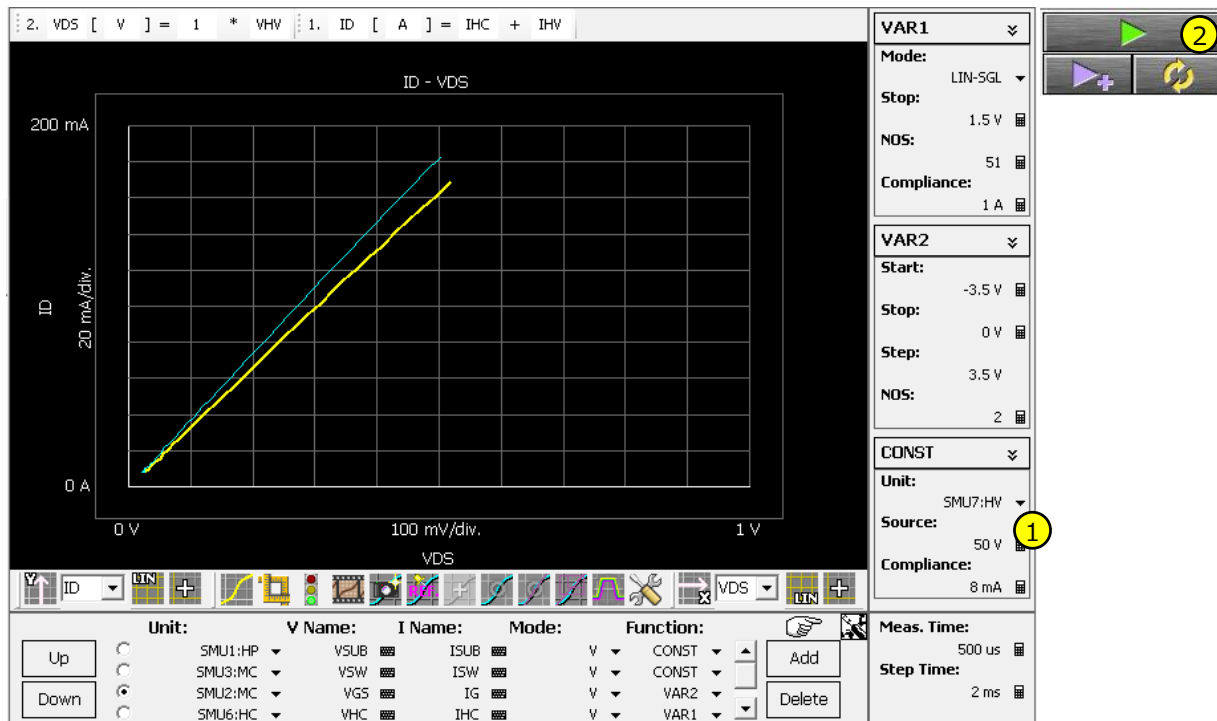 2. VDS [ V ] = 1 * VHV 1. ID [ A ] = IHC + IHV
ID - VDS
200 mA
ID
20 mA/div.
0 A
0 V 100 mV/div. 1 V
VDS
Y ID LIN REF. X VDS LIN
Unit: V Name: I Name: Mode: Function:
Up SMU1:HP VSUB ISUB V CONST Add
SMU3:MC VSW ISW V CONST
Down SMU2:MC VGS IG V VAR2 Delete
SMU6:HC VHC IHC V VAR1
VAR1
Mode:
LIN-SGL
Stop:
1.5 V
NOS:
51
Compliance:
1 A
VAR2
Start:
-3.5 V
Stop:
0 V
Step:
3.5 V
NOS:
2
CONST
Unit:
SMU7:HV
Source:
1
50 V
Compliance:
8 mA
Meas. Time:
500 us
Step Time:
2 ms
2